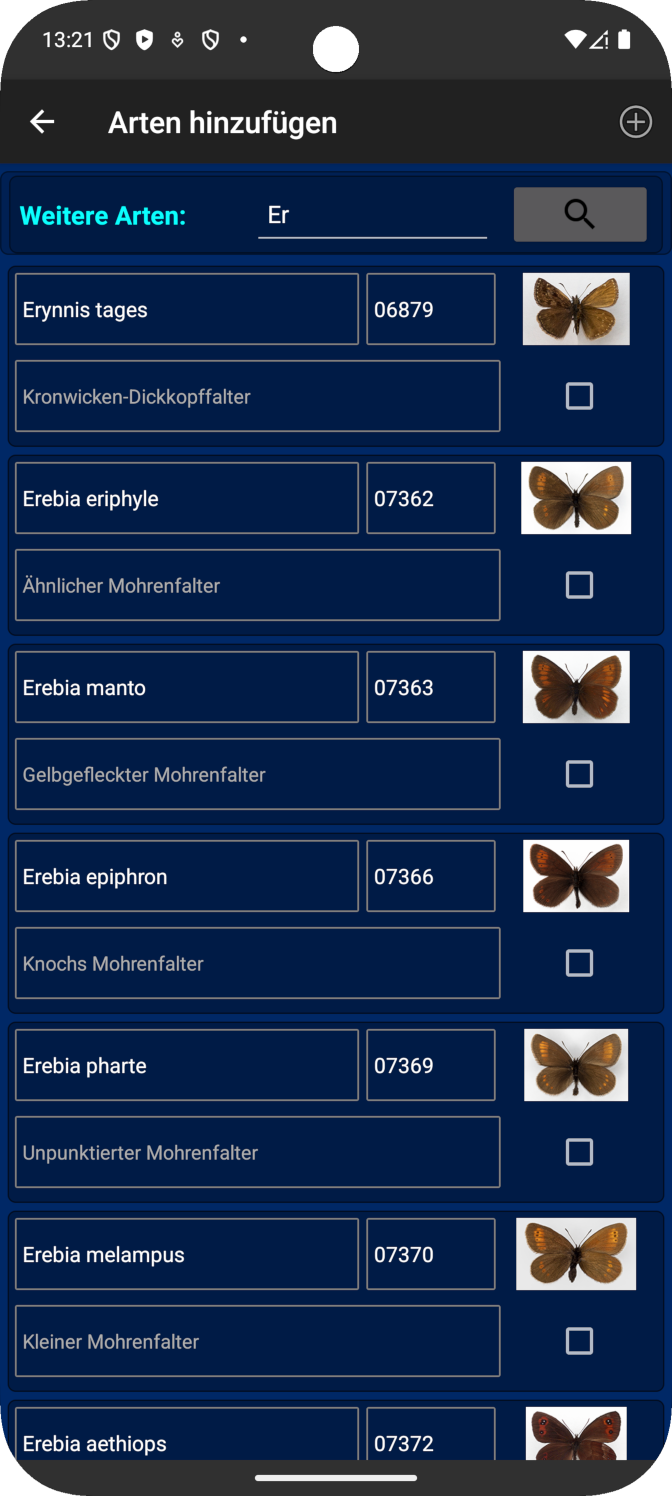 13:21
Arten hinzufügen
Weitere Arten: Er
Erynnis tages 06879
Kronwicken-Dickkopffalter
Erebia eriphyle 07362
Ähnlicher Mohrenfalter
Erebia manto 07363
Gelbgefleckter Mohrenfalter
Erebia epiphron 07366
Knochs Mohrenfalter
Erebia pharte 07369
Unpunktierter Mohrenfalter
Erebia melampus 07370
Kleiner Mohrenfalter
Erebia aethiops 07372